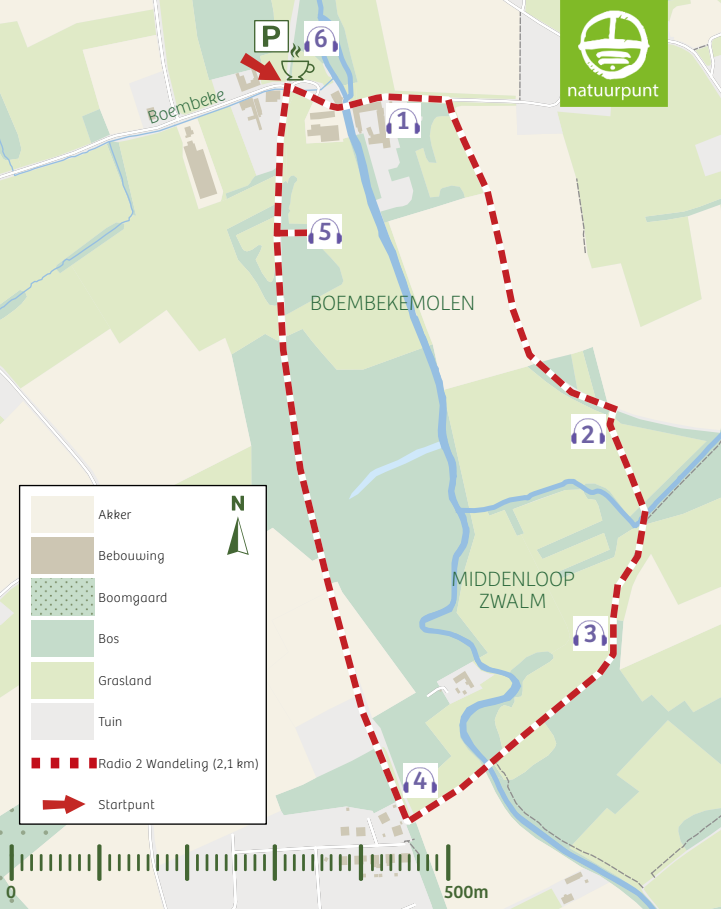 P
6
natuurpunt
Boembeke
1
5
BOEMBEKEMOLEN
2
MIDDENLOOP
ZWALM
3
4
N
Akker
Bebouwing
Boomgaard
Bos
Grasland
Tuin
Radio 2 Wandeling (2,1 km)
Startpunt
0
500m